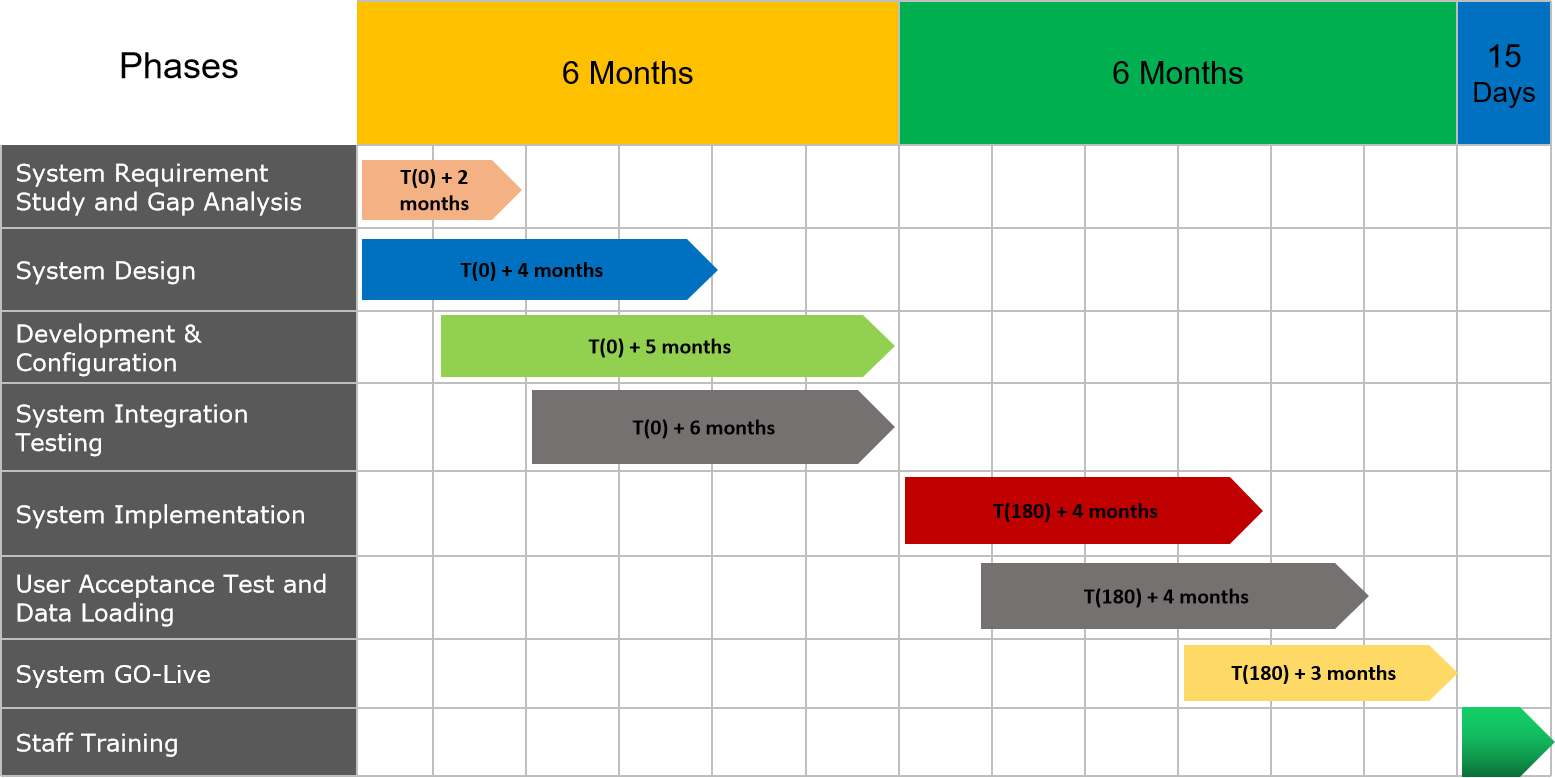 Phases
6 Months
6 Months
15
Days
System Requirement
Study and Gap Analysis
T(0) + 2
months
System Design
T(0) + 4 months
Development &
Configuration
T(0) + 5 months
System Integration
Testing
T(0) + 6 months
System Implementation
T(180) + 4 months
User Acceptance Test and
Data Loading
T(180) + 4 months
System GO-Live
T(180) + 3 months
Staff Training